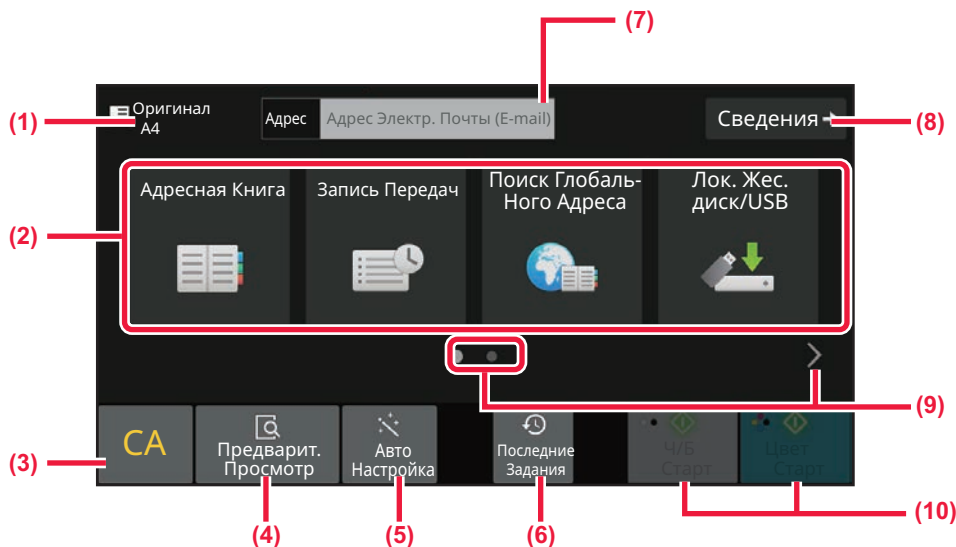 (7)
Оригинал
A4
(1)
Адрес
Адрес Электр. Почты (E-mail)
Сведения
(8)
Адресная Книга
Запись Передач
Поиск Глобаль-
Ного Адреса
Лок. Жес.
диск/USB
(2)
(9)
CA
Предварит.
Просмотр
Авто
Настройка
Последние
Задания
Ч/Б
Старт
Цвет
Старт
(3)
(4)
(5)
(6)
(10)